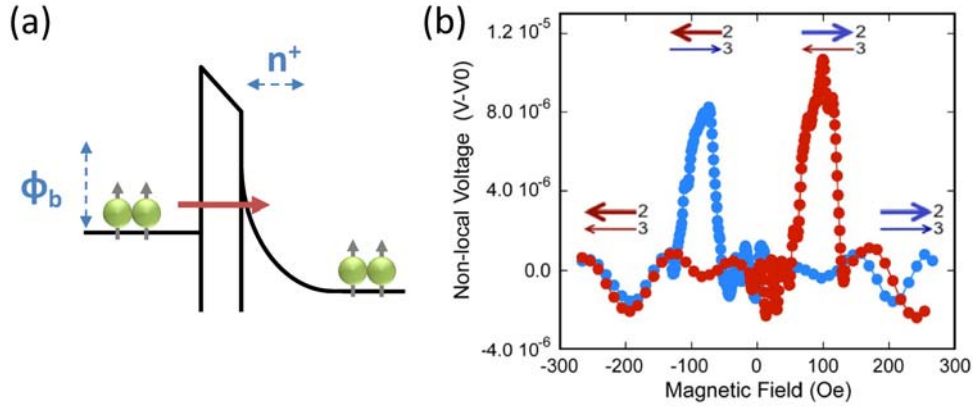 (a)
n+
Φb
(b)
Non-local Voltage (V-V0)
1.2 10⁻⁵
8.0 10⁻⁶
4.0 10⁻⁶
0.0
-4.0 10⁻⁶
2
3
2
3
2
3
2
3
-300 -200 -100 0 100 200 300
Magnetic Field (Oe)